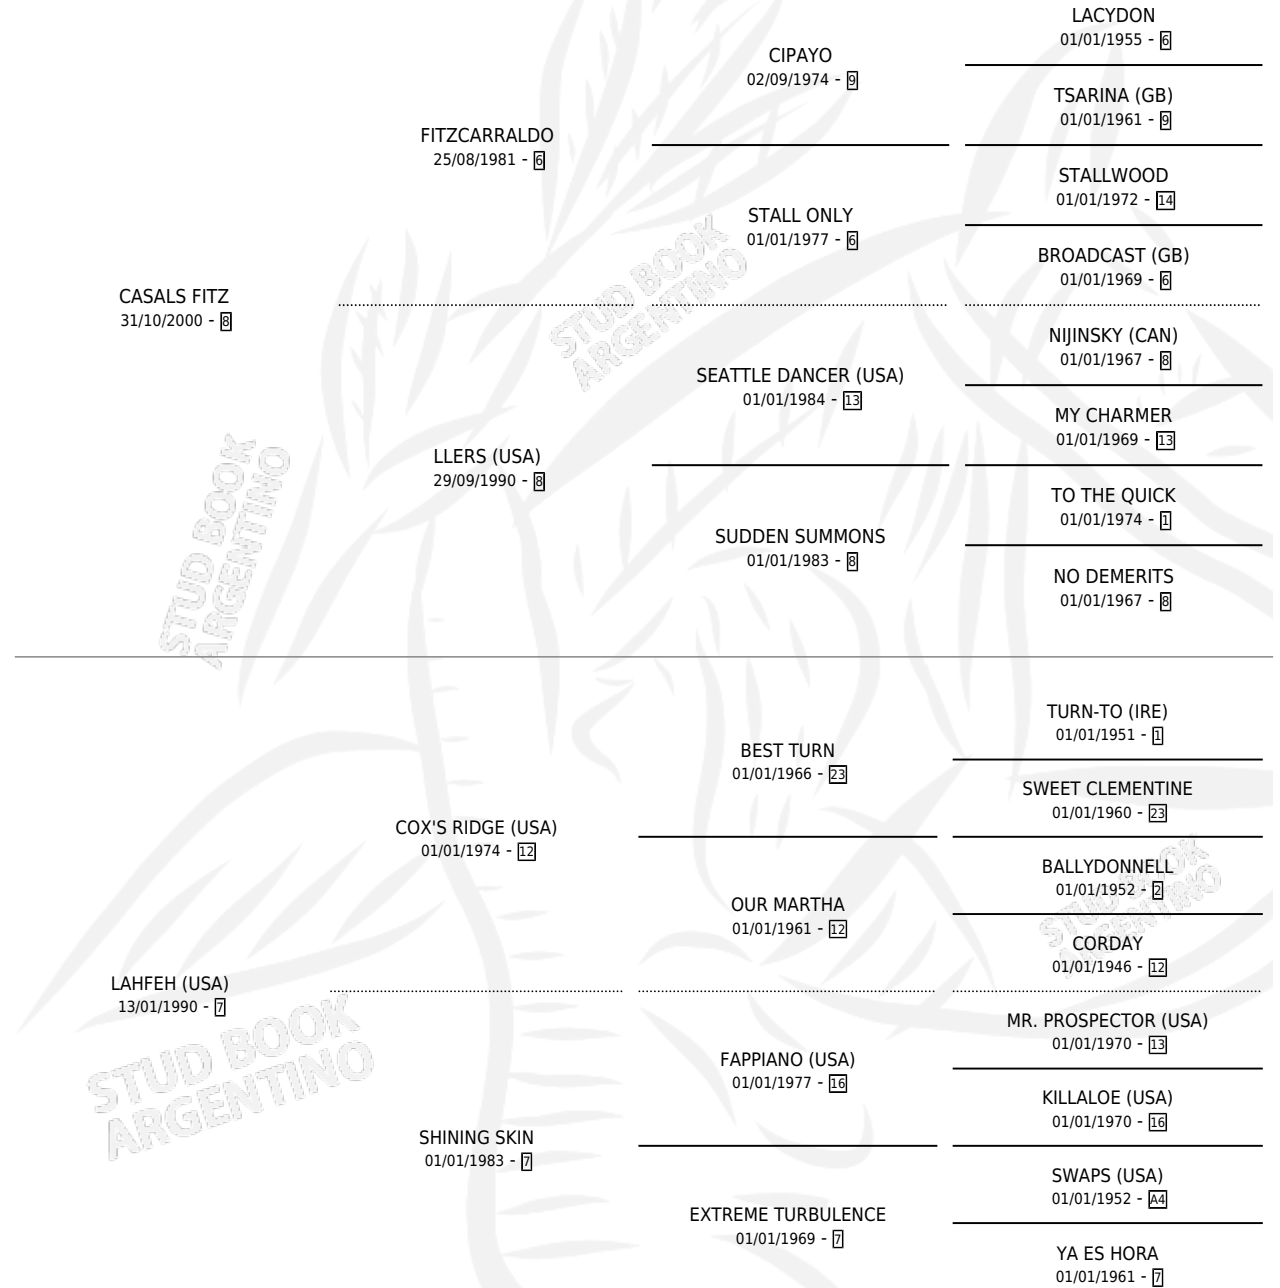 LACYDON
01/01/1955 - 6
CIPAYO
02/09/1974 - 9
TSARINA (GB)
01/01/1961 - 9
FITZCARRALDO
25/08/1981 - 6
STALLWOOD
01/01/1972 - 14
STALL ONLY
01/01/1977 - 6
BROADCAST (GB)
01/01/1969 - 6
CASALS FITZ
31/10/2000 - 8
NIJINSKY (CAN)
01/01/1967 - 8
SEATTLE DANCER (USA)
01/01/1984 - 13
MY CHARMER
01/01/1969 - 13
LLERS (USA)
29/09/1990 - 8
TO THE QUICK
01/01/1974 - 1
SUDDEN SUMMONS
01/01/1983 - 8
NO DEMERITS
01/01/1967 - 8
STUD BOOK
ARGENTINO
STUD BOOK
ARGENTINO
TURN-TO (IRE)
01/01/1951 - 1
BEST TURN
01/01/1966 - 23
SWEET CLEMENTINE
01/01/1960 - 23
COX'S RIDGE (USA)
01/01/1974 - 12
BALLYDONNELL
01/01/1952 - 2
OUR MARTHA
01/01/1961 - 12
CORDAY
01/01/1946 - 12
STUD BOOK
ARGENTINO
LAHFEH (USA)
13/01/1990 - 7
MR. PROSPECTOR (USA)
01/01/1970 - 13
FAPPIANO (USA)
01/01/1977 - 16
KILLALOE (USA)
01/01/1970 - 16
STUD BOOK
ARGENTINO
SHINING SKIN
01/01/1983 - 7
SWAPS (USA)
01/01/1952 - A4
EXTREME TURBULENCE
01/01/1969 - 7
YA ES HORA
01/01/1961 - 7